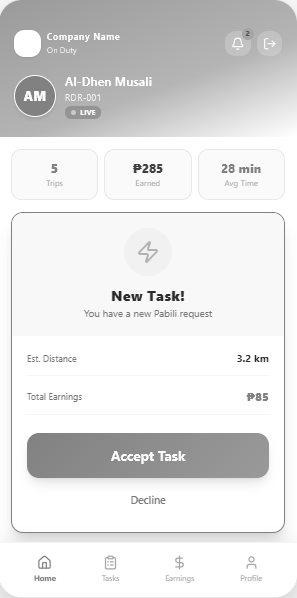 Company Name
On Duty
2
AM
Al-Dhen Musali
RDR-001
LIVE
5
Trips
₱285
Earned
28 min
Avg Time
New Task!
You have a new Pabili request
Est. Distance
3.2 km
Total Earnings
₱85
Accept Task
Decline
Home
Tasks
Earnings
Profile